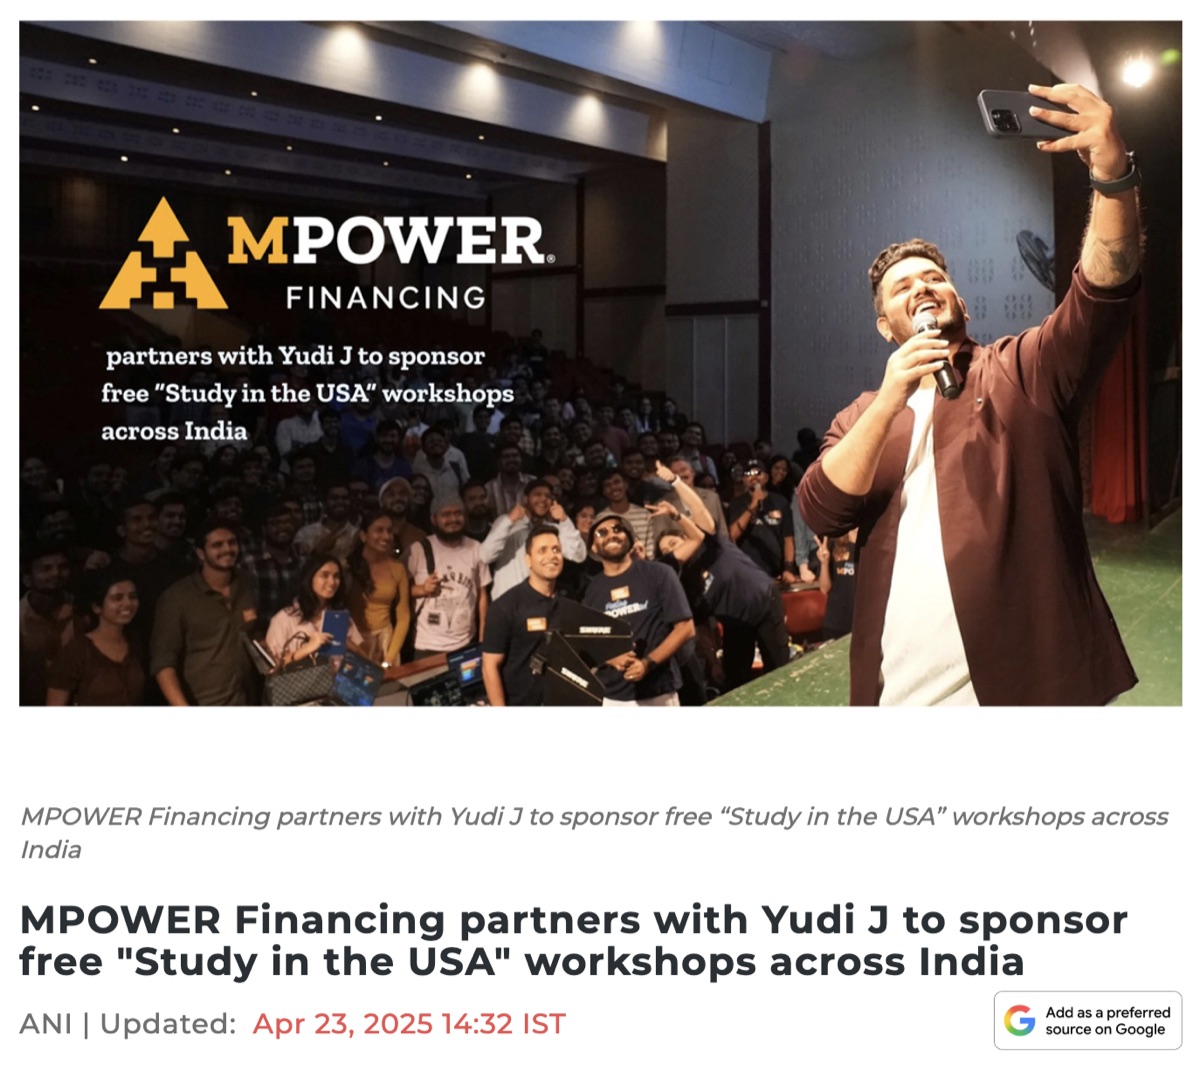 MPOWER®
FINANCING
partners with Yudi J to sponsor
free "Study in the USA" workshops
across India
SHURE
SHURE
MPOWER Financing partners with Yudi J to sponsor free “Study in the USA” workshops across
India
MPOWER Financing partners with Yudi J to sponsor
free "Study in the USA" workshops across India
ANI | Updated: Apr 23, 2025 14:32 IST
Add as a preferred
source on Google